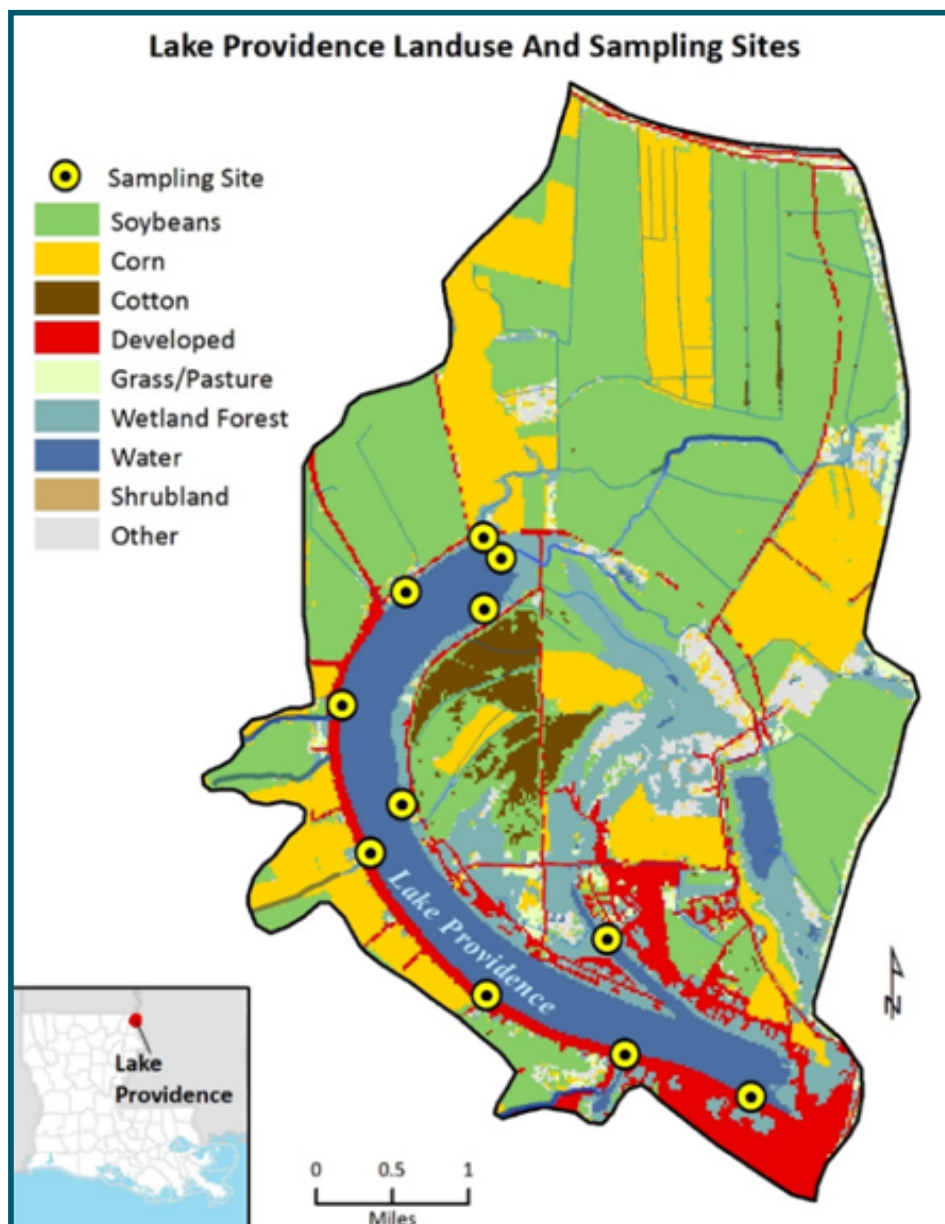 Lake Providence Landuse And Sampling Sites
Sampling Site
Soybeans
Corn
Cotton
Developed
Grass/Pasture
Wetland Forest
Water
Shrubland
Other
Lake Providence
N
Lake
Providence
0 0.5 1
Miles